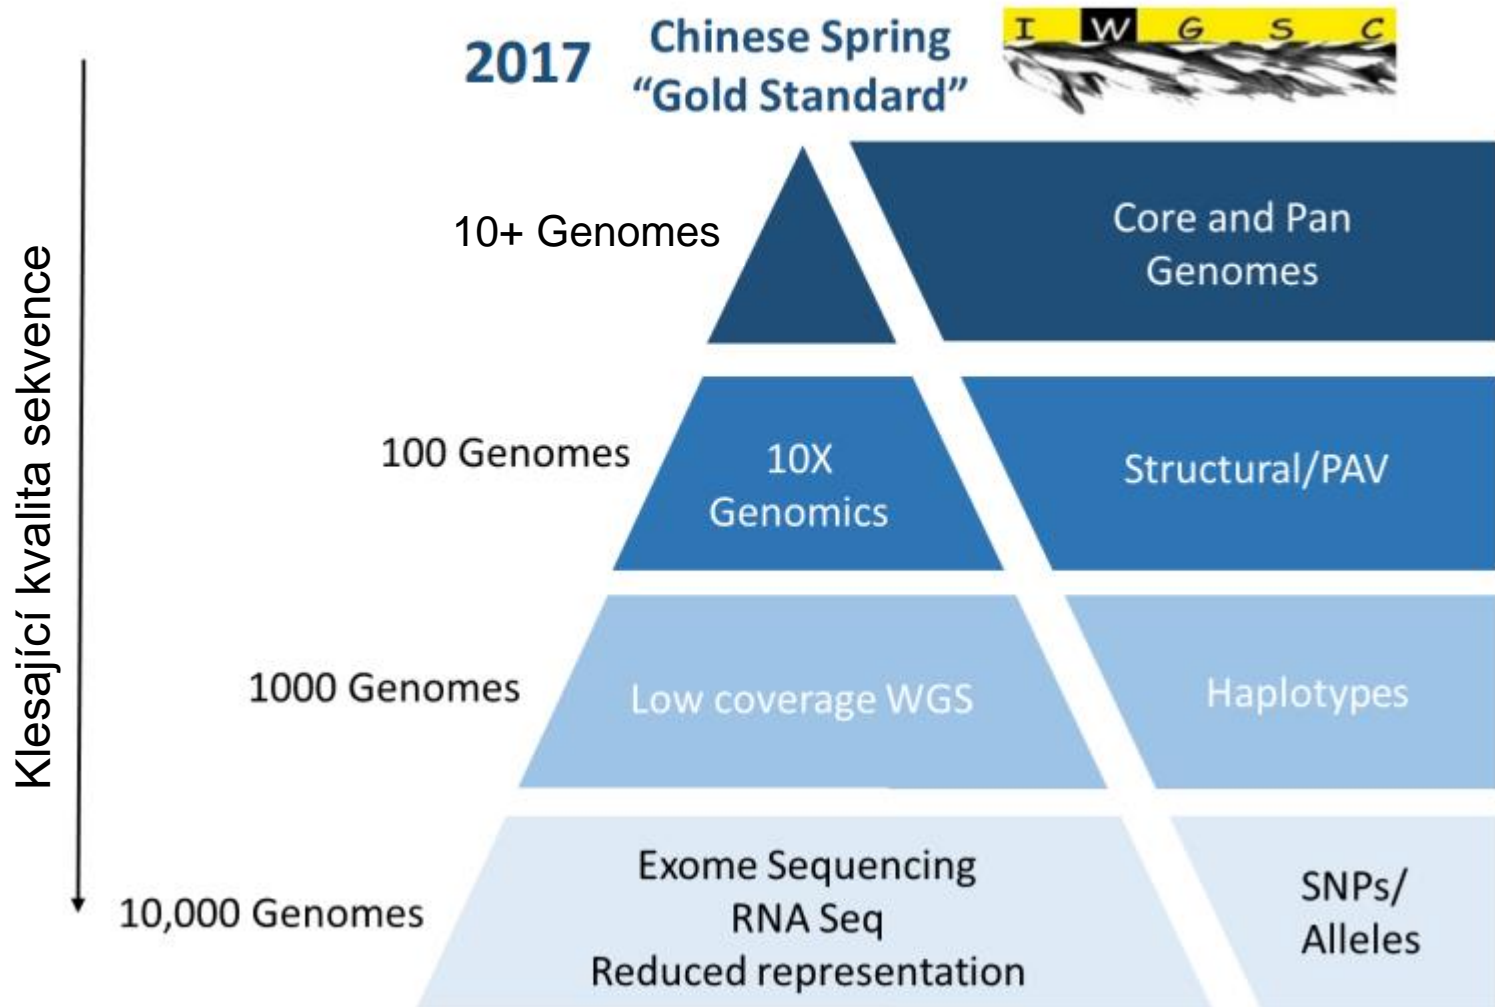 2017
Chinese Spring
“Gold Standard”
I W G S C
Klesající kvalita sekvence
10+ Genomes
Core and Pan
Genomes
100 Genomes
10X
Genomics
Structural/PAV
1000 Genomes
Low coverage WGS
Haplotypes
10,000 Genomes
Exome Sequencing
RNA Seq
Reduced representation
SNPs/
Alleles